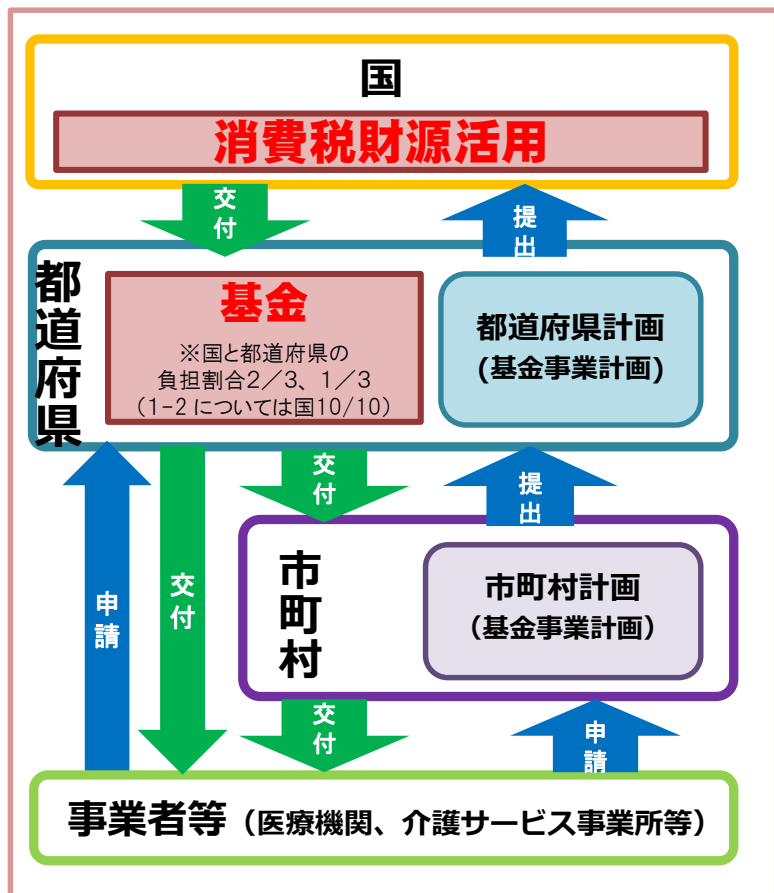 国
消費税財源活用
交付
提出
都道府県
基金
※国と都道府県の
負担割合2／3、1／3
（1-2 については国10/10）
都道府県計画
(基金事業計画)
交付
提出
申請
交付
市町村
市町村計画
（基金事業計画）
交付
申請
事業者等（医療機関、介護サービス事業所等）